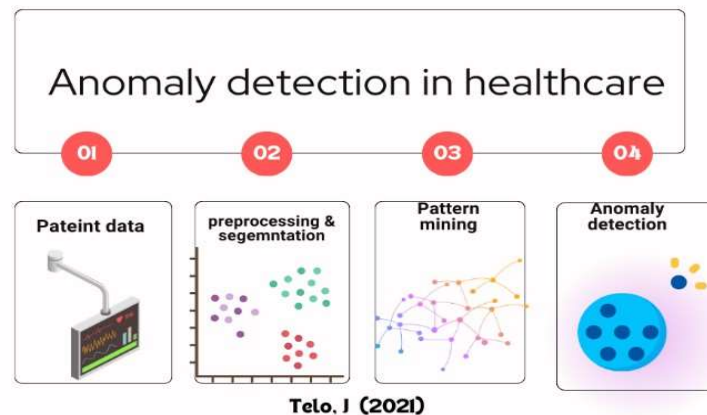 Anomaly detection in healthcare
01
02
03
04
Pateint data
preprocessing &
segemntation
Pattern
mining
Anomaly
detection
Telo, J (2021)